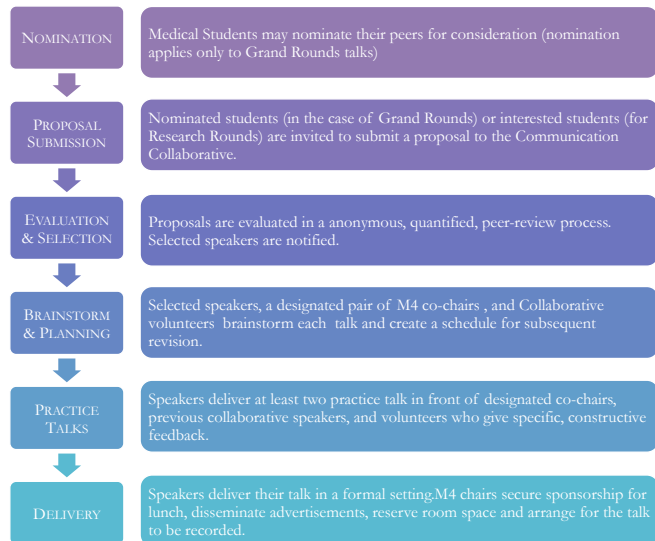 NOMINATION
Medical Students may nominate their peers for consideration (nomination
applies only to Grand Rounds talks)
PROPOSAL
SUBMISSION
Nominated students (in the case of Grand Rounds) or interested students (for
Research Rounds) are invited to submit a proposal to the Communication
Collaborative.
EVALUATION
& SELECTION
Proposals are evaluated in a anonymous, quantified, peer-review process.
Selected speakers are notified.
BRAINSTORM
& PLANNING
Selected speakers, a designated pair of M4 co-chairs , and Collaborative
volunteers brainstorm each talk and create a schedule for subsequent
revision.
PRACTICE
TALKS
Speakers deliver at least two practice talk in front of designated co-chairs,
previous collaborative speakers, and volunteers who give specific, constructive
feedback.
DELIVERY
Speakers deliver their talk in a formal setting.M4 chairs secure sponsorship for
lunch, disseminate advertisements, reserve room space and arrange for the talk
to be recorded.